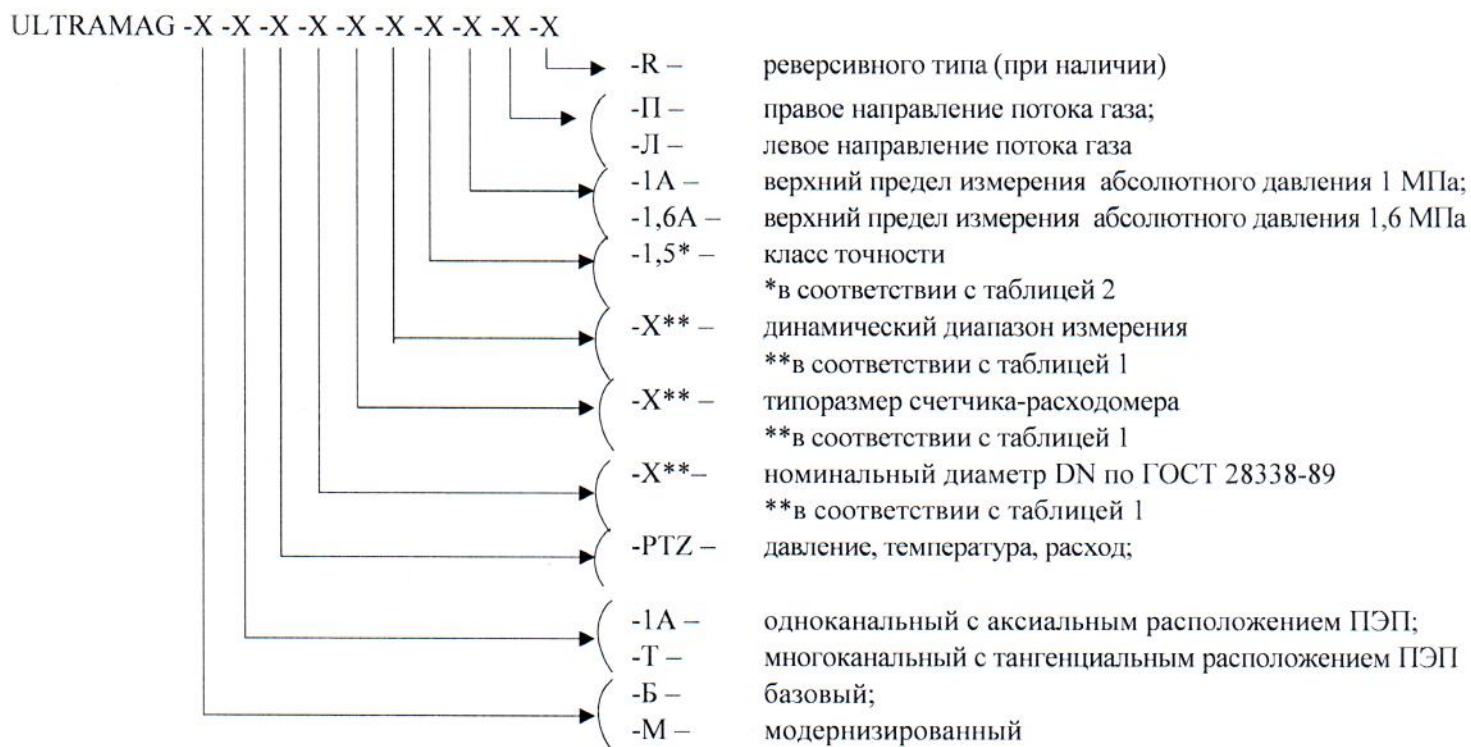 ULTRAMAG -X -X -X -X -X -X -X -X -X -X
-R – реверсивного типа (при наличии)
-П – правое направление потока газа;
-Л – левое направление потока газа
-1А – верхний предел измерения абсолютного давления 1 МПа;
-1,6А – верхний предел измерения абсолютного давления 1,6 МПа
-1,5* – класс точности
*в соответствии с таблицей 2
-X** – динамический диапазон измерения
**в соответствии с таблицей 1
-X** – типоразмер счетчика-расходомера
**в соответствии с таблицей 1
-X**– номинальный диаметр DN по ГОСТ 28338-89
**в соответствии с таблицей 1
-PTZ – давление, температура, расход;
-1А – одноканальный с аксиальным расположением ПЭП;
-Т – многоканальный с тангенциальным расположением ПЭП
-Б – базовый;
-М – модернизированный